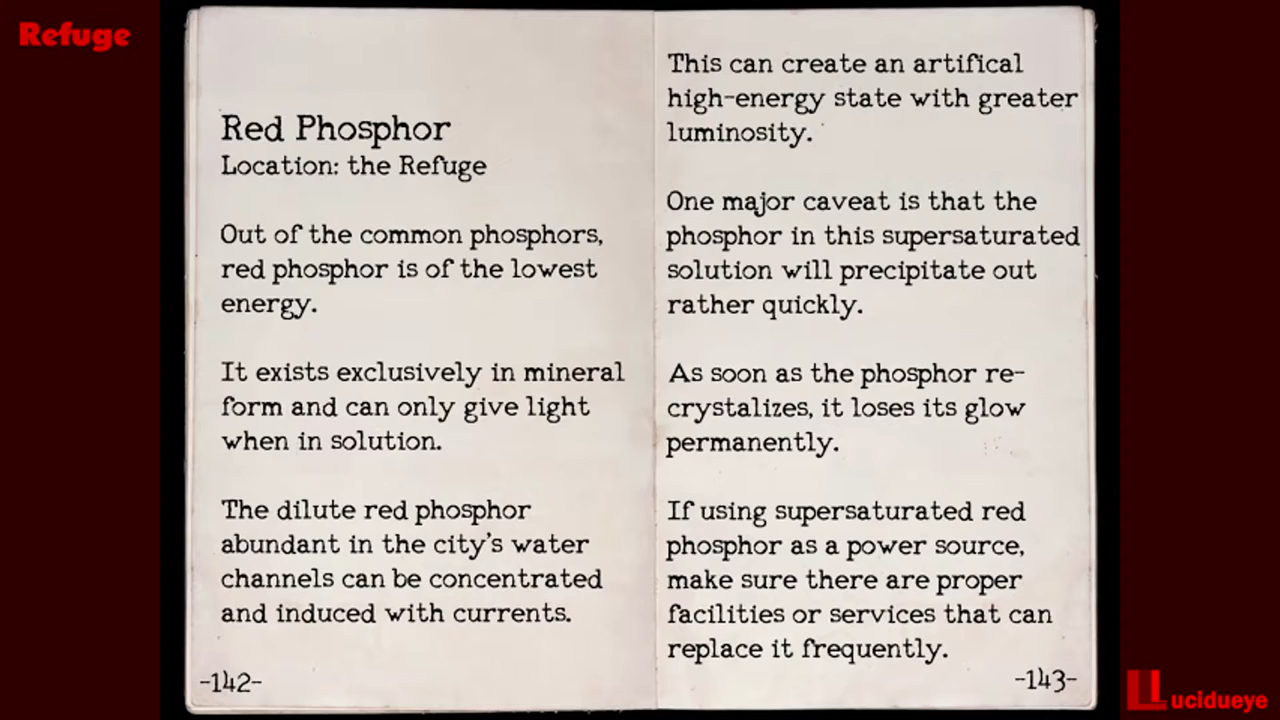 Refuge
Red Phosphor
Location: the Refuge
Out of the common phosphors,
red phosphor is of the lowest
energy.
It exists exclusively in mineral
form and can only give light
when in solution.
The dilute red phosphor
abundant in the city's water
channels can be concentrated
and induced with currents.
-142-
This can create an artifical
high-energy state with greater
luminosity.
One major caveat is that the
phosphor in this supersaturated
solution will precipitate out
rather quickly.
As soon as the phosphor re-
crystalizes, it loses its glow
permanently.
If using supersaturated red
phosphor as a power source,
make sure there are proper
facilities or services that can
replace it frequently.
-143-
LLucidueye